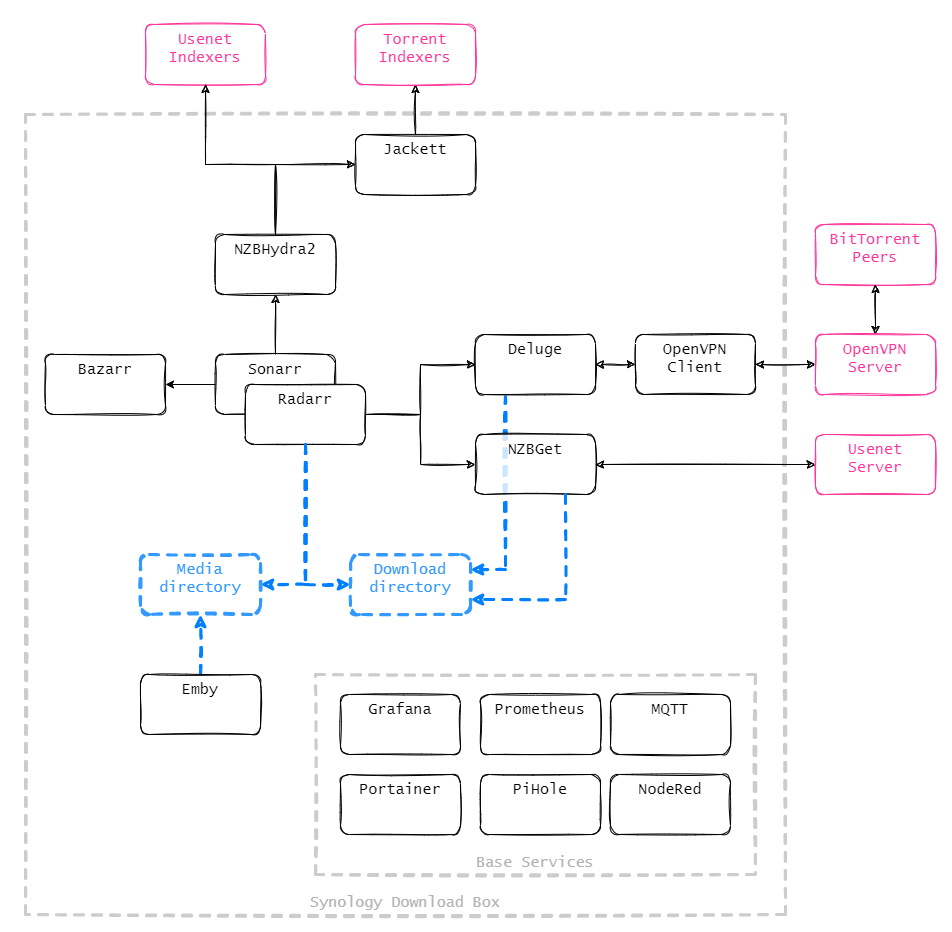 Usenet
Indexers
Torrent
Indexers
Jackett
NZBHydra2
BitTorrent
Peers
Bazarr
Sonarr
Radarr
Deluge
OpenVPN
Client
OpenVPN
Server
NZBGet
Usenet
Server
Media
directory
Download
directory
Emby
Grafana
Prometheus
MQTT
Portainer
PiHole
NodeRed
Base Services
Synology Download Box